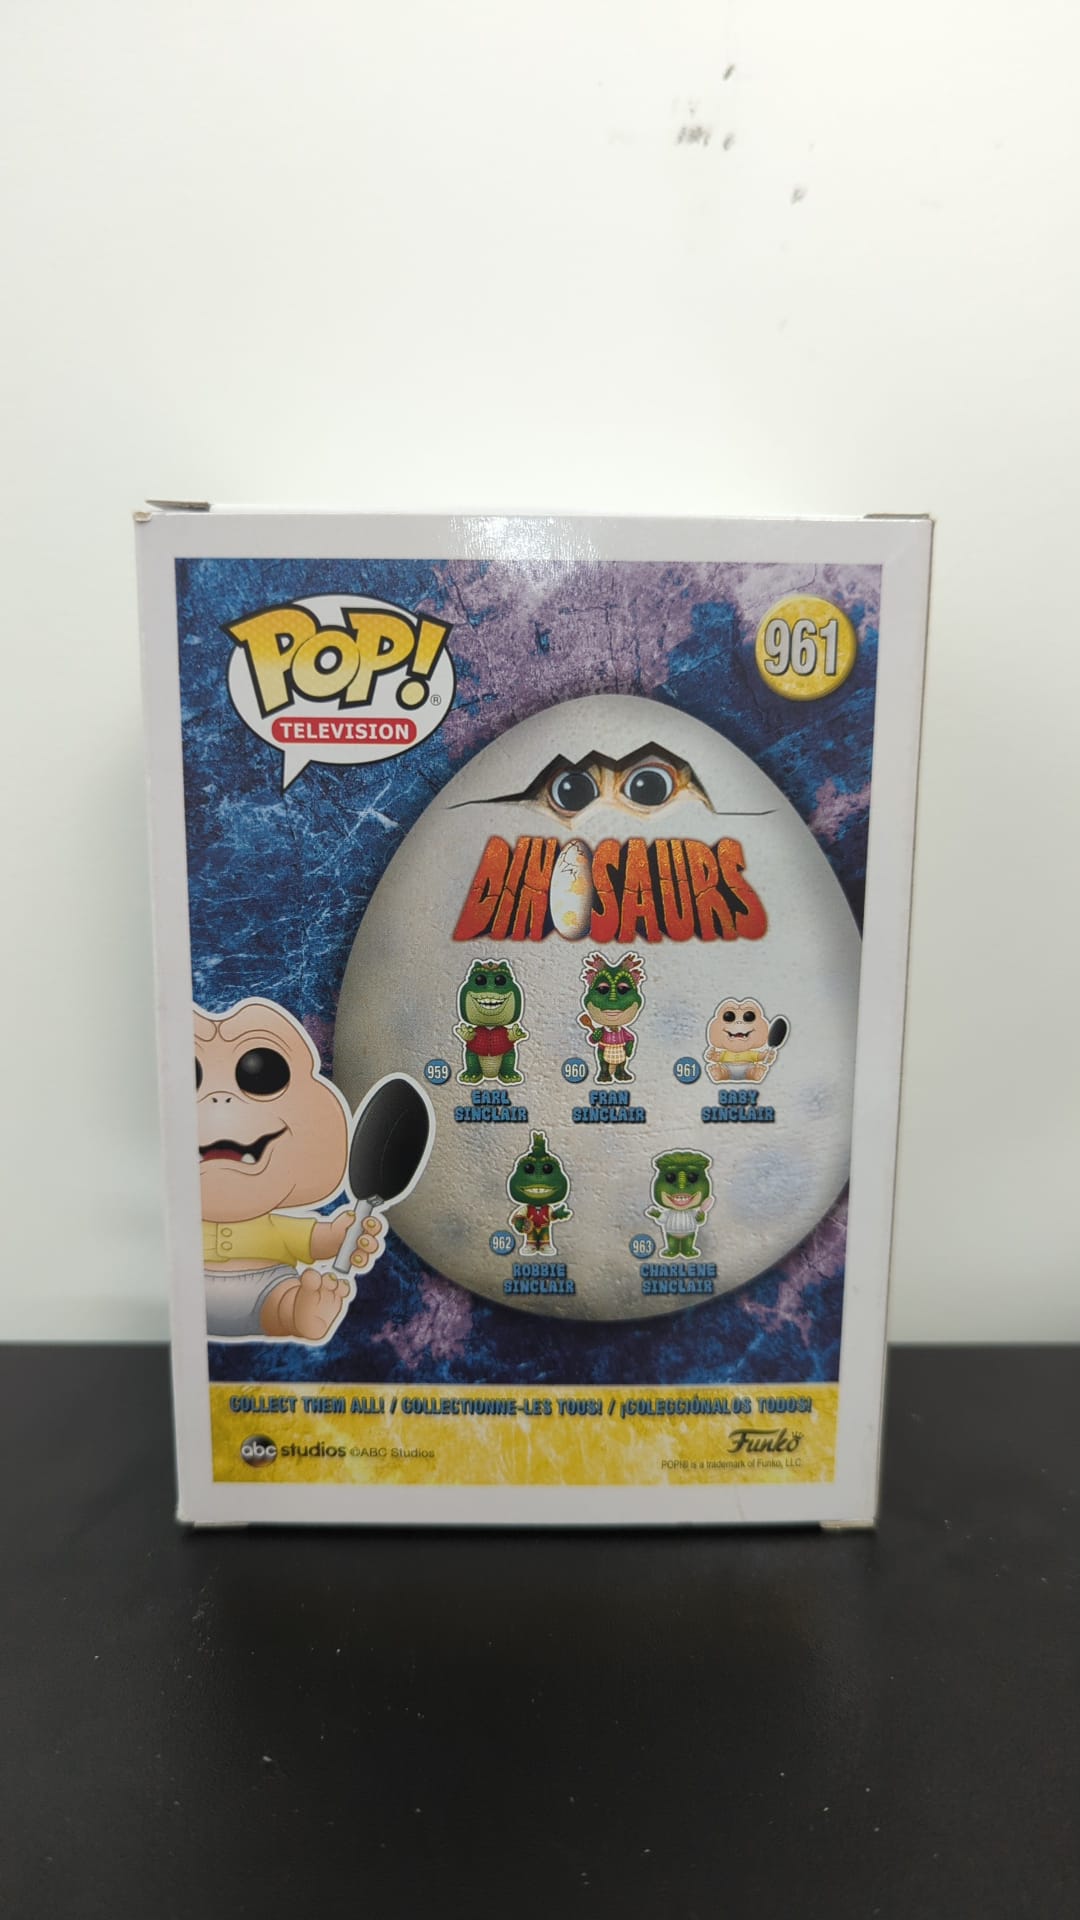 POP!®
TELEVISION
961
DINOSAURS
959
EARL
SINCLAIR
960
FRAN
SINCLAIR
961
BABY
SINCLAIR
962
ROBBIE
SINCLAIR
963
CHARLENE
SINCLAIR
COLLECT THEM ALL! / COLLECTIONNE-LES TOUS! / ¡COLECCIÓNALOS TODOS!
abc studios ©ABC Studios
Funko
POP!® is a trademark of Funko, LLC